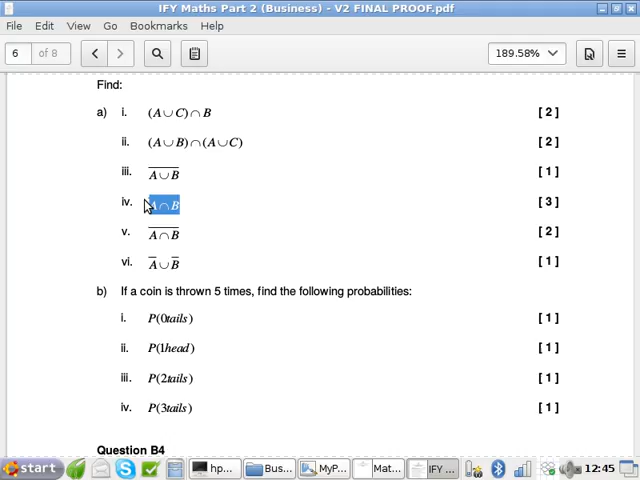 IFY Maths Part 2 (Business) - V2 FINAL PROOF.pdf
File Edit View Go Bookmarks Help
6 of 8 189.58%
Find:
a) i. (A∪C)∩B [ 2 ]
ii. (A∪B)∩(A∪C) [ 2 ]
iii. A̅ ̅∪̅ ̅B̅ [ 1 ]
iv. A∩B [ 3 ]
v. A̅ ̅∩̅ ̅B̅ [ 2 ]
vi. A̅∪B̅ [ 1 ]
b) If a coin is thrown 5 times, find the following probabilities:
i. P(0tails) [ 1 ]
ii. P(1head) [ 1 ]
iii. P(2tails) [ 1 ]
iv. P(3tails) [ 1 ]
Question B4
start hp... Bus... MyP... Mat... IFY ... 12:45